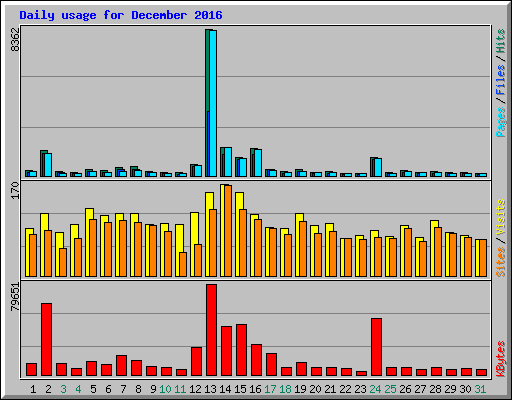 Daily usage for December 2016
8362
Pages / Files / Hits
170
Sites / Visits
79651
KBytes
1 2 3 4 5 6 7 8 9 10 11 12 13 14 15 16 17 18 19 20 21 22 23 24 25 26 27 28 29 30 31